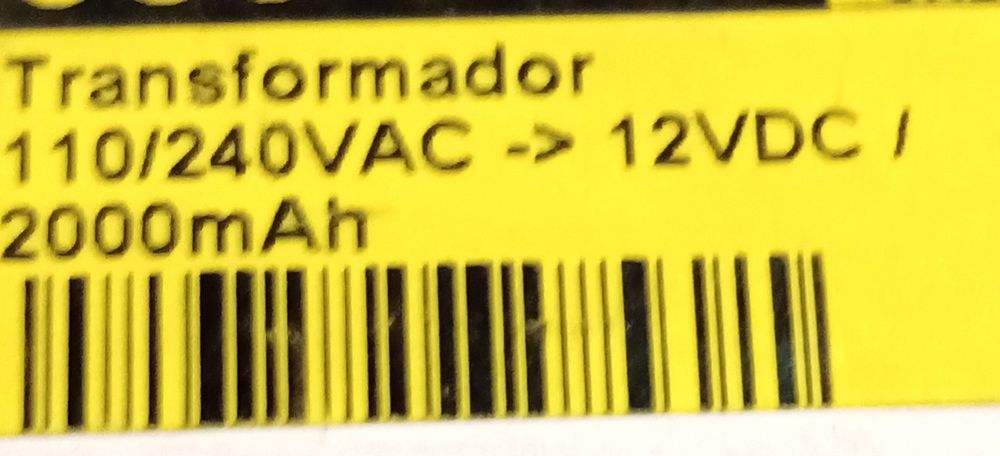 Transformador
110/240VAC -> 12VDC /
2000mAh